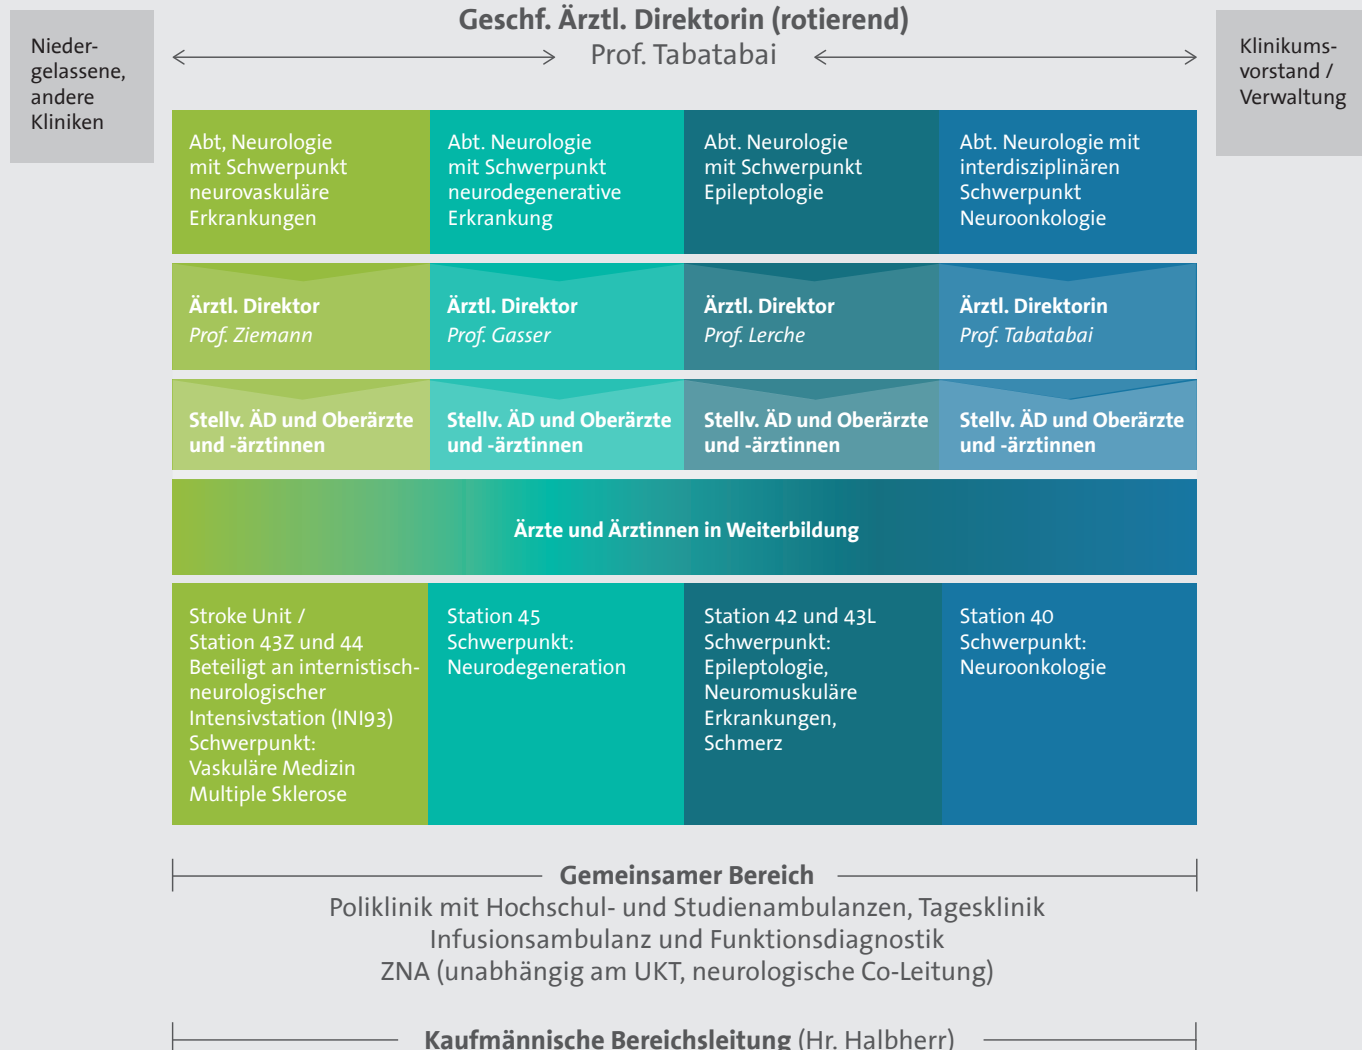 Geschf. Ärztl. Direktorin (rotierend)
Prof. Tabatabai
Nieder-
gelassene,
andere
Kliniken
Klinikums-
vorstand /
Verwaltung
Abt, Neurologie
mit Schwerpunkt
neurovaskuläre
Erkrankungen
Abt. Neurologie
mit Schwerpunkt
neurodegenerative
Erkrankung
Abt. Neurologie
mit Schwerpunkt
Epileptologie
Abt. Neurologie mit
interdisziplinären
Schwerpunkt
Neuroonkologie
Ärztl. Direktor
Prof. Ziemann
Ärztl. Direktor
Prof. Gasser
Ärztl. Direktor
Prof. Lerche
Ärztl. Direktorin
Prof. Tabatabai
Stellv. ÄD und Oberärzte
und -ärztinnen
Stellv. ÄD und Oberärzte
und -ärztinnen
Stellv. ÄD und Oberärzte
und -ärztinnen
Stellv. ÄD und Oberärzte
und -ärztinnen
Ärzte und Ärztinnen in Weiterbildung
Stroke Unit /
Station 43Z und 44
Beteiligt an internistisch-
neurologischer
Intensivstation (INI93)
Schwerpunkt:
Vaskuläre Medizin
Multiple Sklerose
Station 45
Schwerpunkt:
Neurodegeneration
Station 42 und 43L
Schwerpunkt:
Epileptologie,
Neuromuskuläre
Erkrankungen,
Schmerz
Station 40
Schwerpunkt:
Neuroonkologie
Gemeinsamer Bereich
Poliklinik mit Hochschul- und Studienambulanzen, Tagesklinik
Infusionsambulanz und Funktionsdiagnostik
ZNA (unabhängig am UKT, neurologische Co-Leitung)
Kaufmännische Bereichsleitung (Hr. Halbherr)